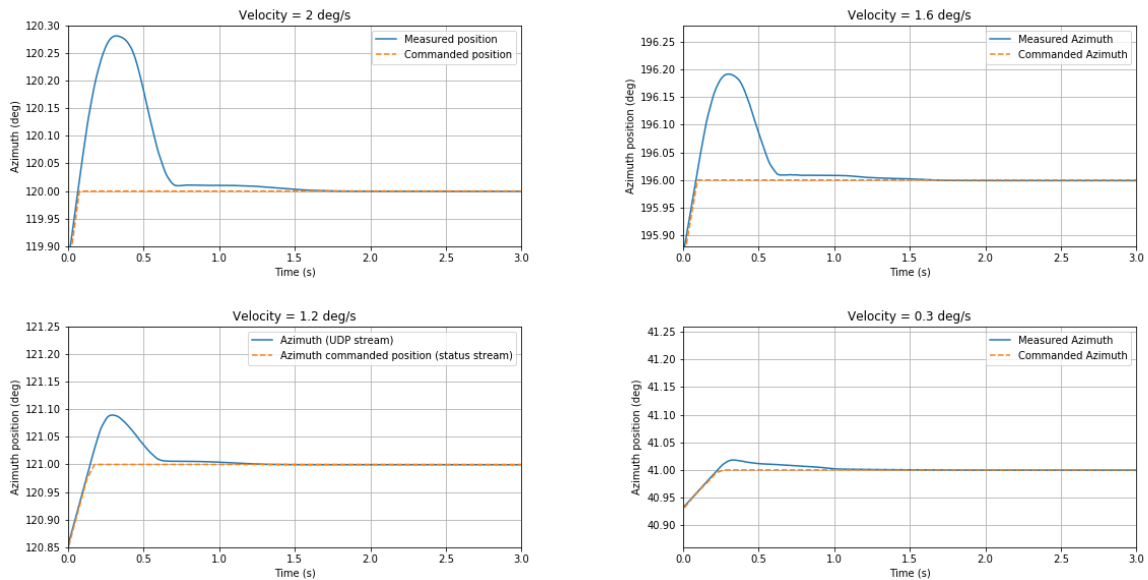 Velocity = 2 deg/s
120.30
120.25
120.20
120.15
120.10
120.05
120.00
119.95
119.90
Azimuth (deg)
Measured position
Commanded position
0.0 0.5 1.0 1.5 2.0 2.5 3.0
Time (s)
Velocity = 1.6 deg/s
196.25
196.20
196.15
196.10
196.05
196.00
195.95
195.90
Azimuth position (deg)
Measured Azimuth
Commanded Azimuth
0.0 0.5 1.0 1.5 2.0 2.5 3.0
Time (s)
Velocity = 1.2 deg/s
121.25
121.20
121.15
121.10
121.05
121.00
120.95
120.90
120.85
Azimuth position (deg)
Azimuth (UDP stream)
Azimuth commanded position (status stream)
0.0 0.5 1.0 1.5 2.0 2.5 3.0
Time (s)
Velocity = 0.3 deg/s
41.25
41.20
41.15
41.10
41.05
41.00
40.95
40.90
Azimuth position (deg)
Measured Azimuth
Commanded Azimuth
0.0 0.5 1.0 1.5 2.0 2.5 3.0
Time (s)